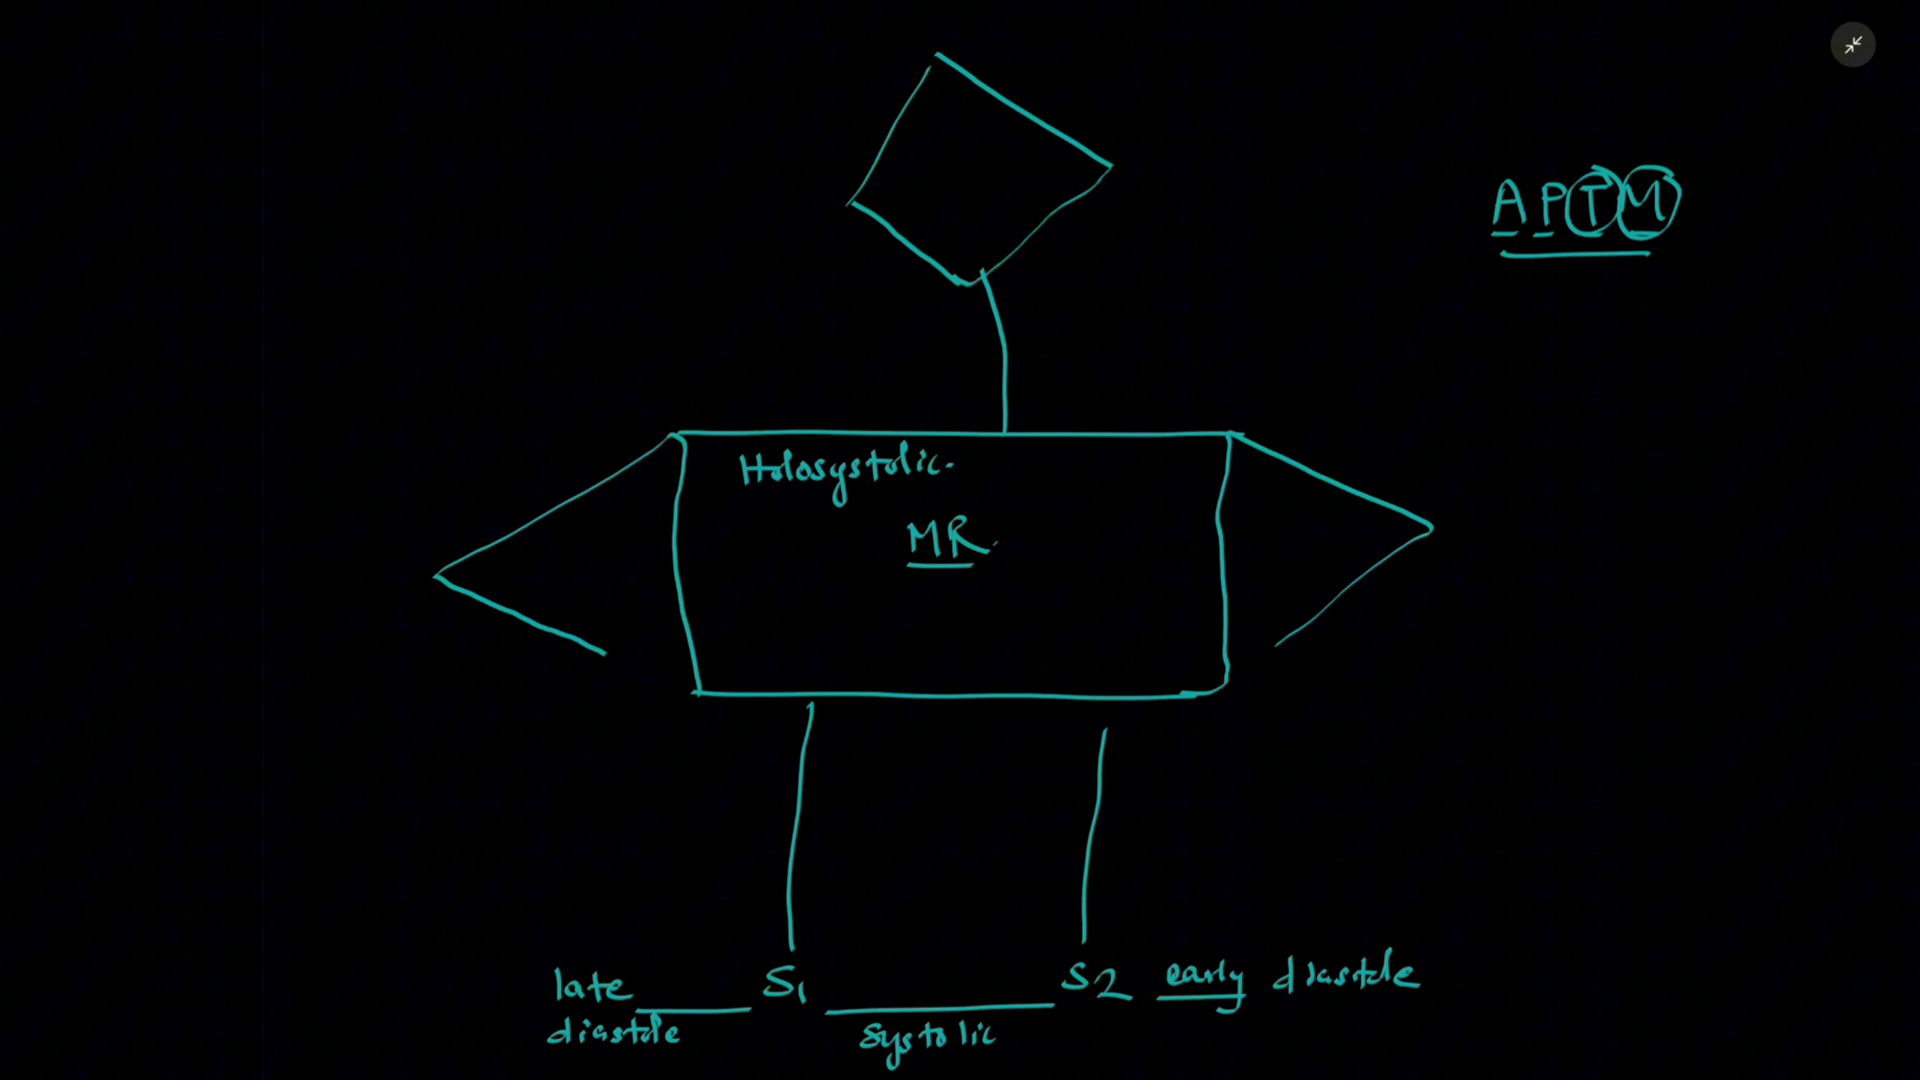 APTM
Holosystolic.
MR.
late S1 S2 early diastole
diastole systolic